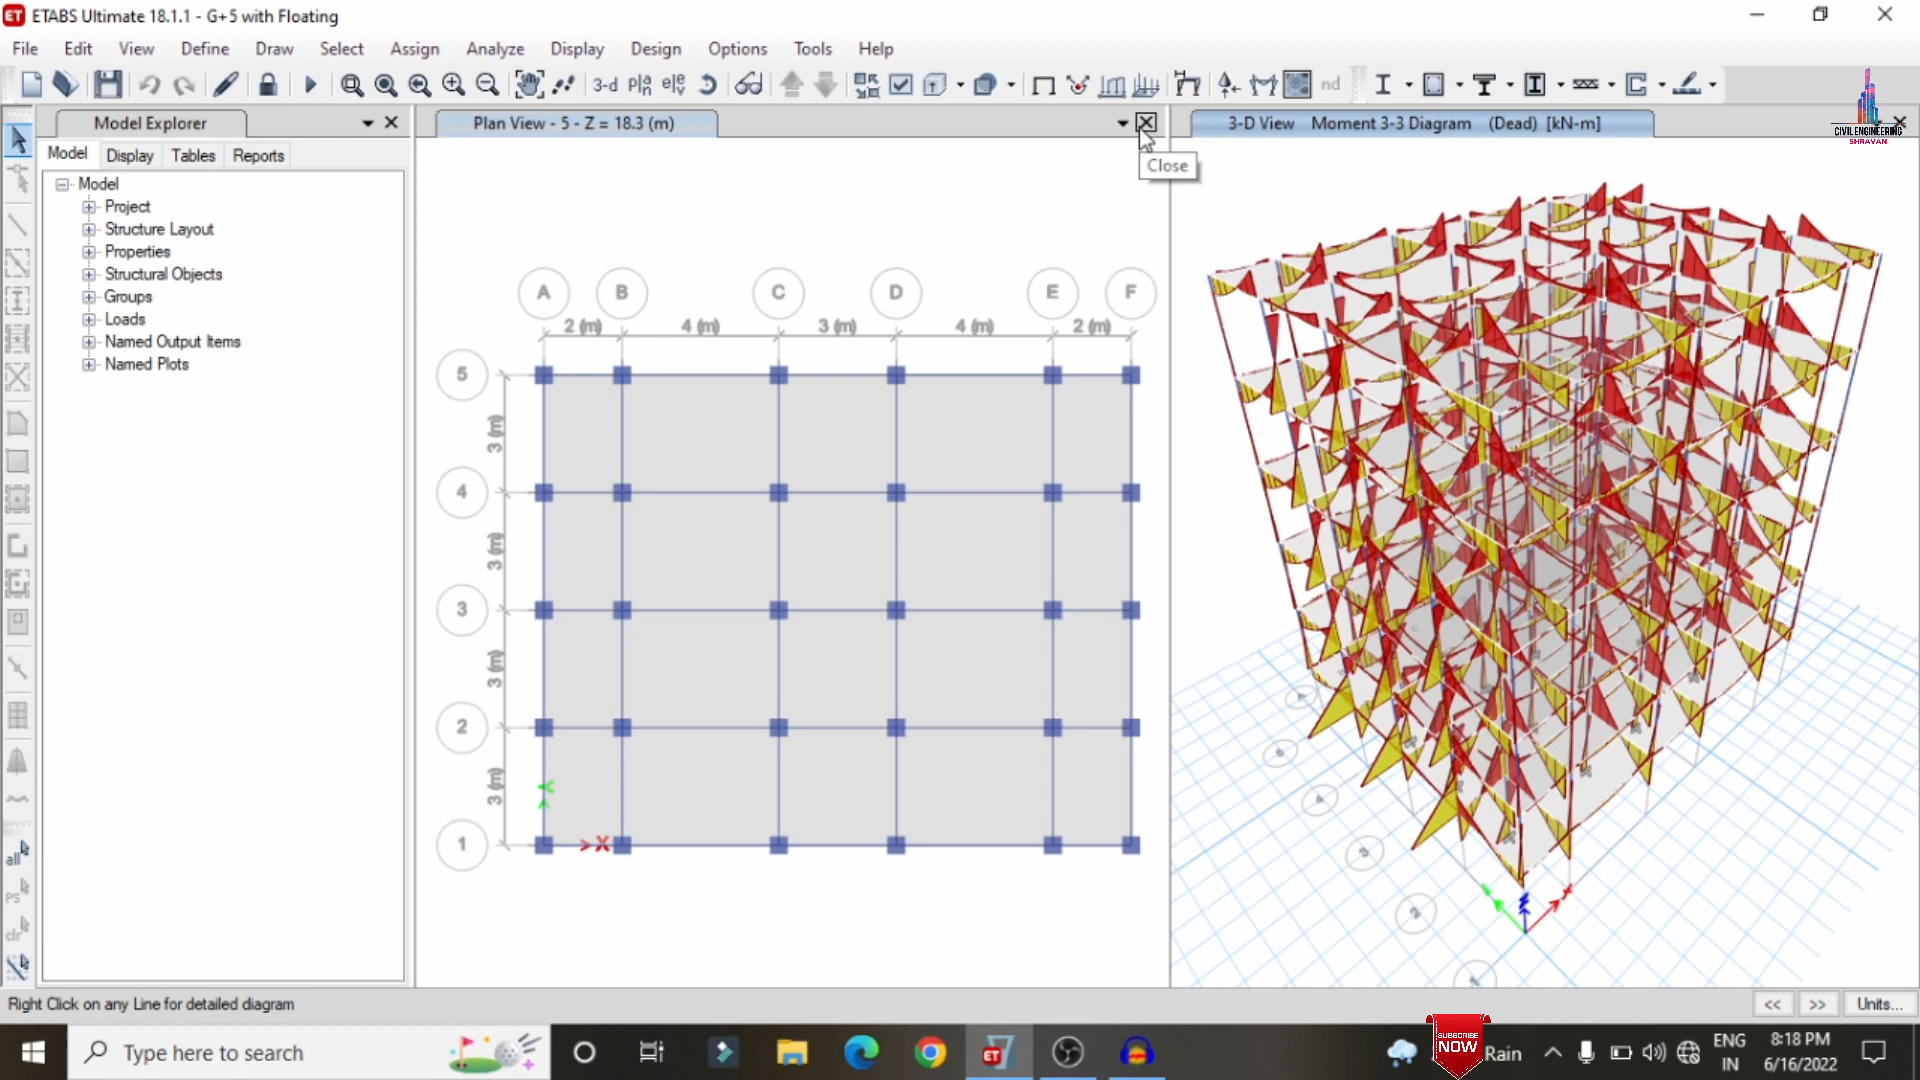 ETABS Ultimate 18.1.1 - G+5 with Floating
File Edit View Define Draw Select Assign Analyze Display Design Options Tools Help
3-d nd
Model Explorer
Plan View - 5 - Z = 18.3 (m)
3-D View Moment 3-3 Diagram (Dead) [kN-m]
CIVIL ENGINEERING
SHRAVAN
Close
Model Display Tables Reports
Model
Project
Structure Layout
Properties
Structural Objects
Groups
Loads
Named Output Items
Named Plots
A B C D E F
2 (m) 4 (m) 3 (m) 4 (m) 2 (m)
5
3 (m)
4
3 (m)
3
3 (m)
2
3 (m)
1
X
all
PS
clr
Right Click on any Line for detailed diagram
<< >> Units...
Type here to search
ET
SUBSCRIBE
NOW
Rain
ENG
IN
8:18 PM
6/16/2022